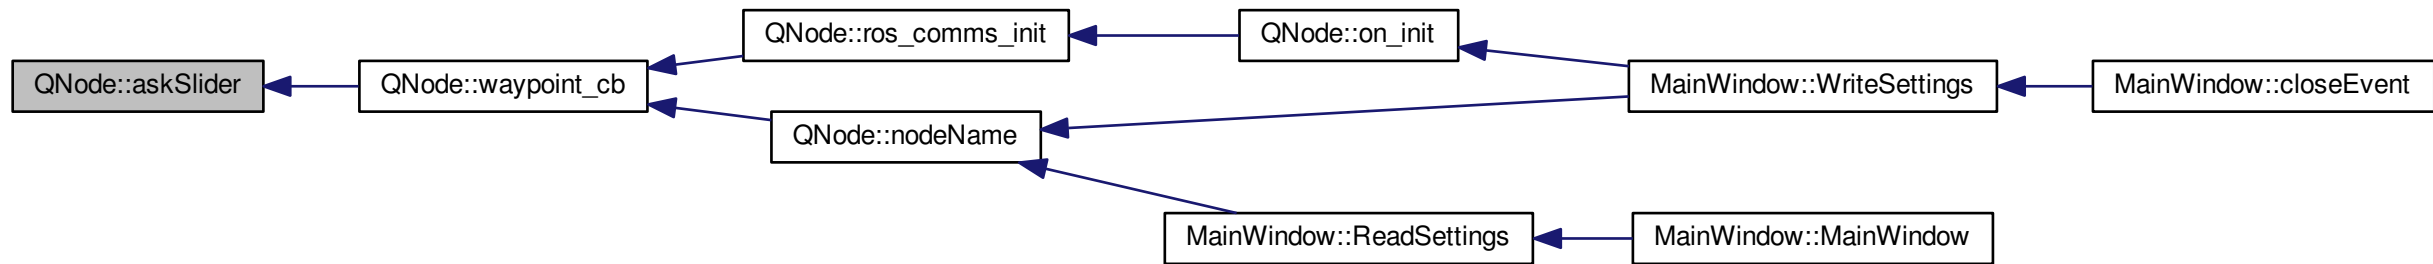 QNode::askSlider
QNode::waypoint_cb
QNode::ros_comms_init
QNode::on_init
QNode::nodeName
MainWindow::WriteSettings
MainWindow::closeEvent
MainWindow::ReadSettings
MainWindow::MainWindow